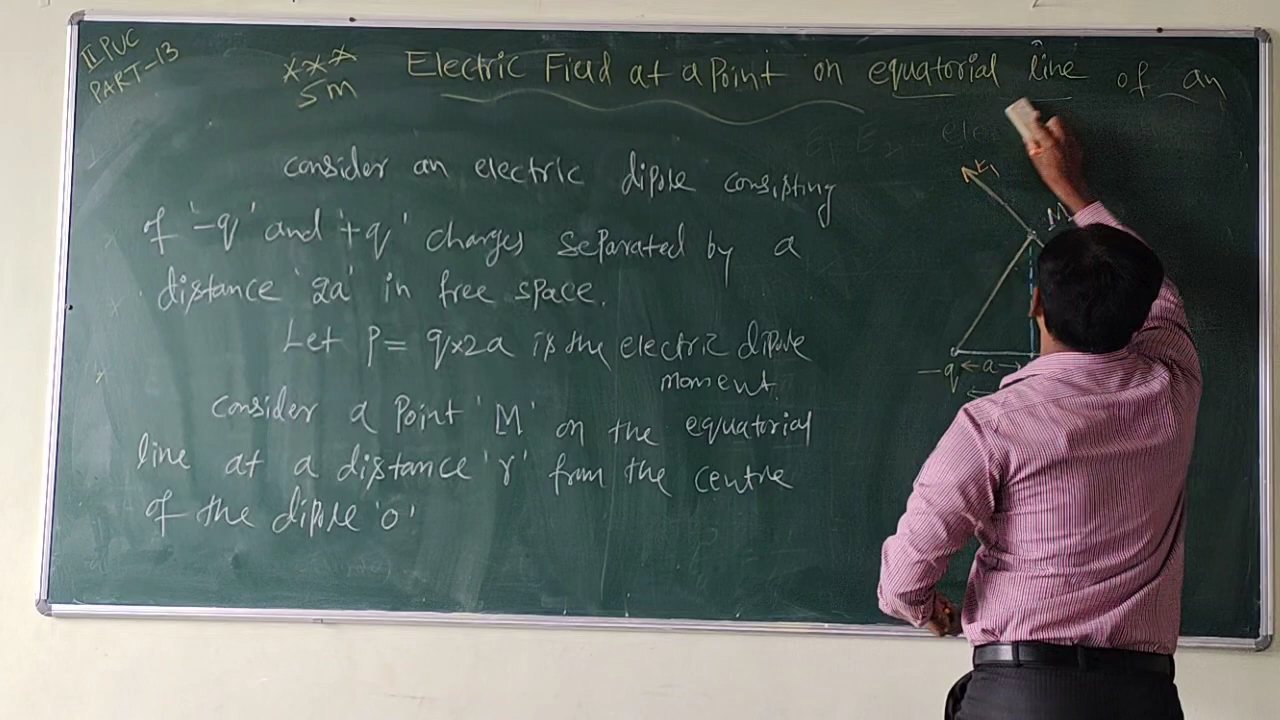 II PUC
PART-13
*** 
5m
Electric Field at a Point on equatorial line of an
consider an electric dipole consisting
of '-q' and '+q' charges separated by a
distance '2a' in free space.
Let P = q×2a is the electric dipole
moment.
consider a Point 'M' on the equatorial
line at a distance 'r' from the centre
of the dipole 'o'
E1
M
-q
a